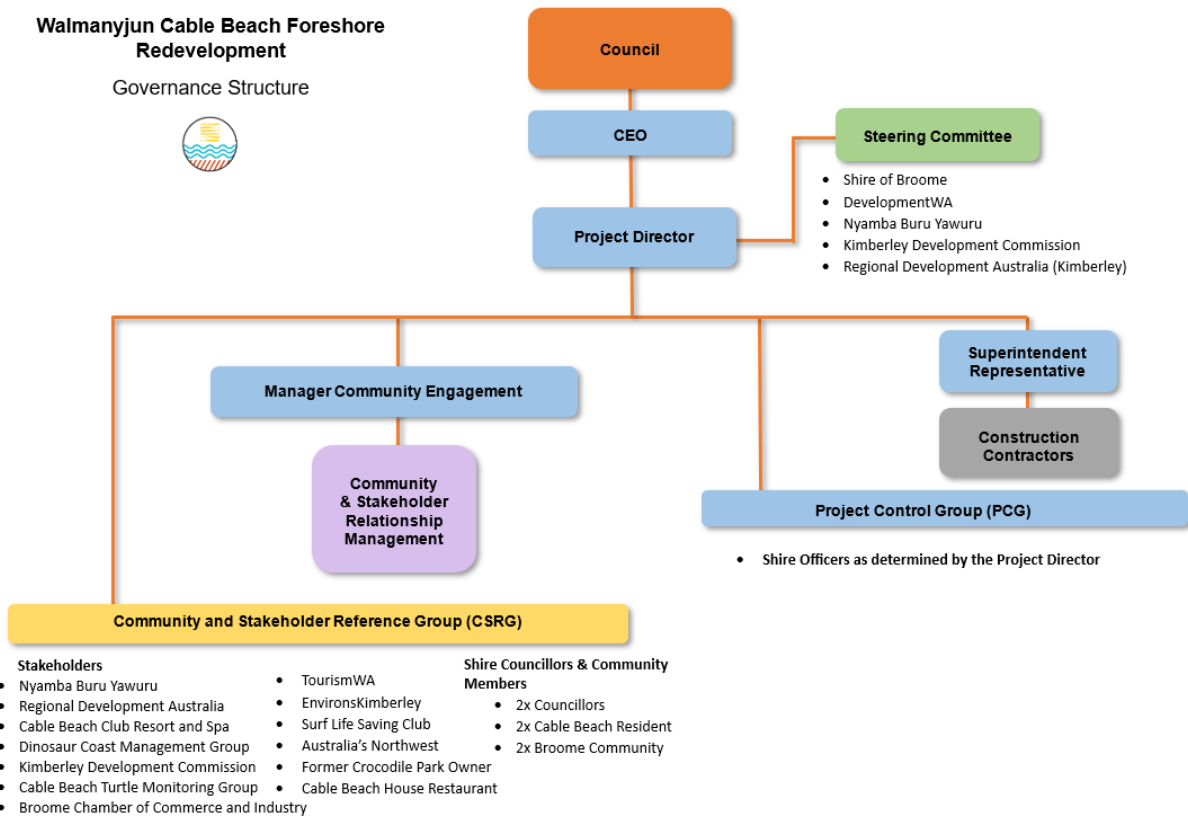 Walmanyjun Cable Beach Foreshore
Redevelopment
Governance Structure
Council
CEO
Steering Committee
• Shire of Broome
• DevelopmentWA
• Nyamba Buru Yawuru
• Kimberley Development Commission
• Regional Development Australia (Kimberley)
Project Director
Manager Community Engagement
Community
& Stakeholder
Relationship
Management
Superintendent
Representative
Construction
Contractors
Project Control Group (PCG)
• Shire Officers as determined by the Project Director
Community and Stakeholder Reference Group (CSRG)
Stakeholders
• Nyamba Buru Yawuru
• Regional Development Australia
• Cable Beach Club Resort and Spa
• Dinosaur Coast Management Group
• Kimberley Development Commission
• Cable Beach Turtle Monitoring Group
• Broome Chamber of Commerce and Industry
• TourismWA
• EnvironsKimberley
• Surf Life Saving Club
• Australia's Northwest
• Former Crocodile Park Owner
• Cable Beach House Restaurant
Shire Councillors & Community
Members
• 2x Councillors
• 2x Cable Beach Resident
• 2x Broome Community